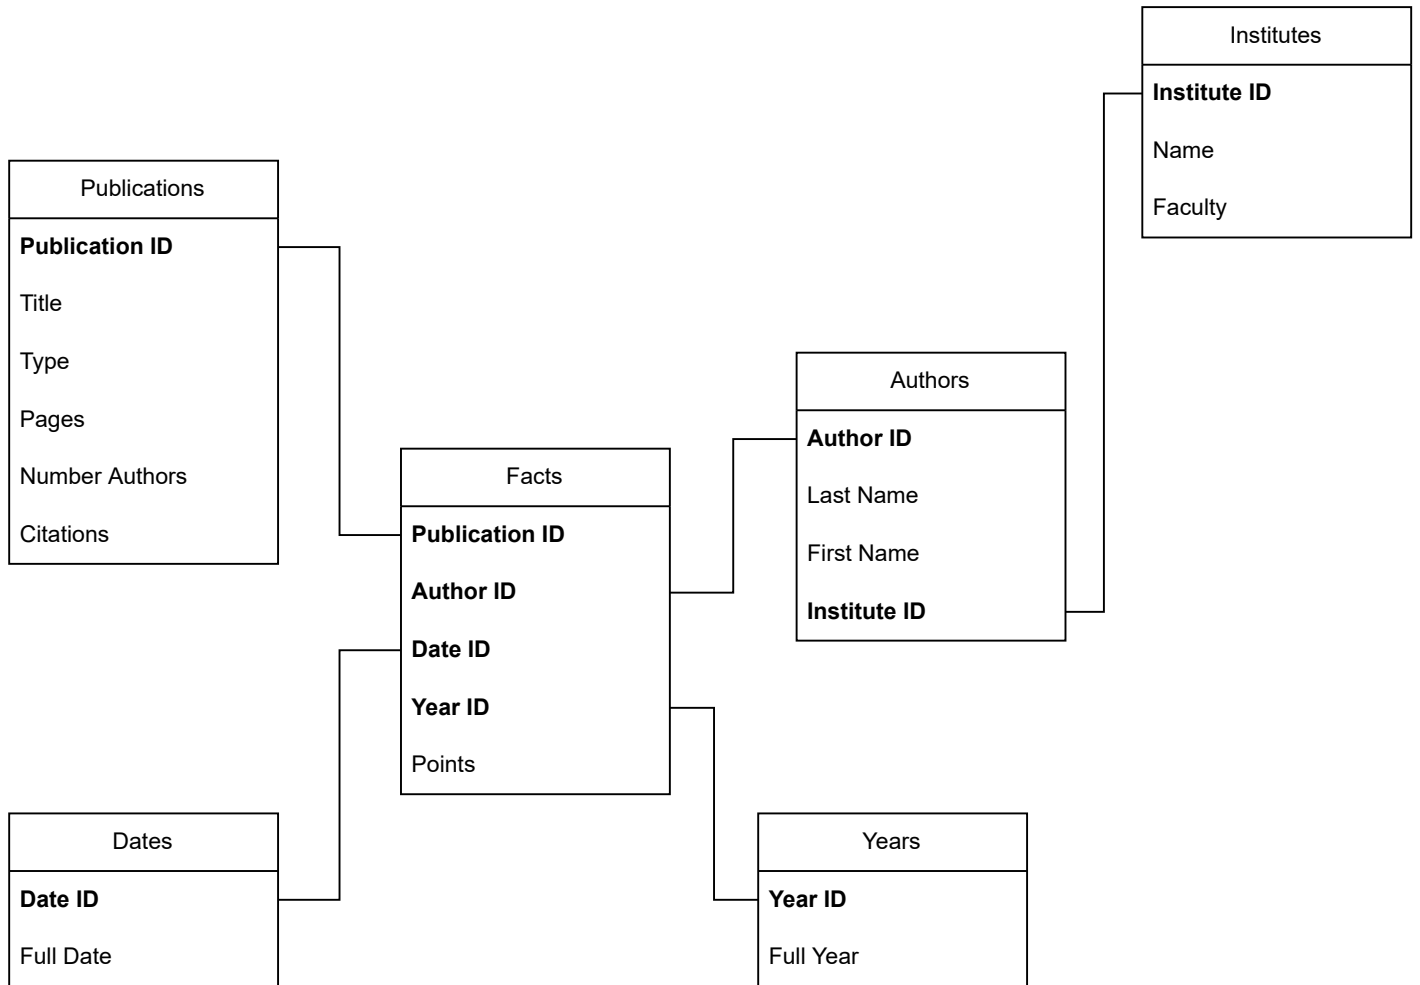 Institutes
Institute ID
Name
Faculty
Publications
Publication ID
Title
Type
Pages
Number Authors
Citations
Authors
Author ID
Last Name
First Name
Institute ID
Facts
Publication ID
Author ID
Date ID
Year ID
Points
Dates
Date ID
Full Date
Years
Year ID
Full Year